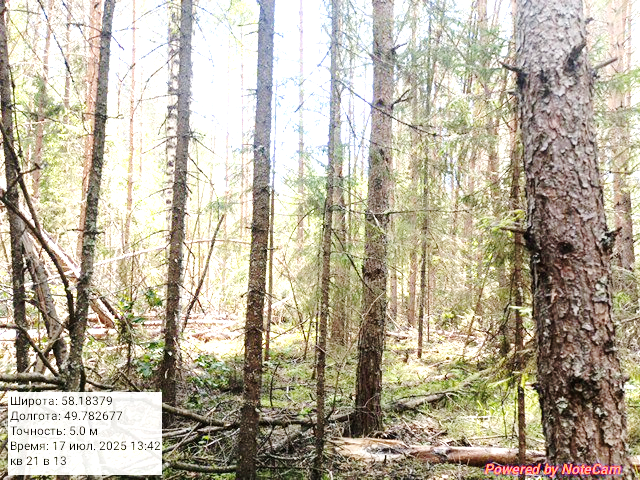 Широта: 58.18379
Долгота: 49.782677
Точность: 5.0 м
Время: 17 июл. 2025 13:42
кв 21 в 13
Powered by NoteCam